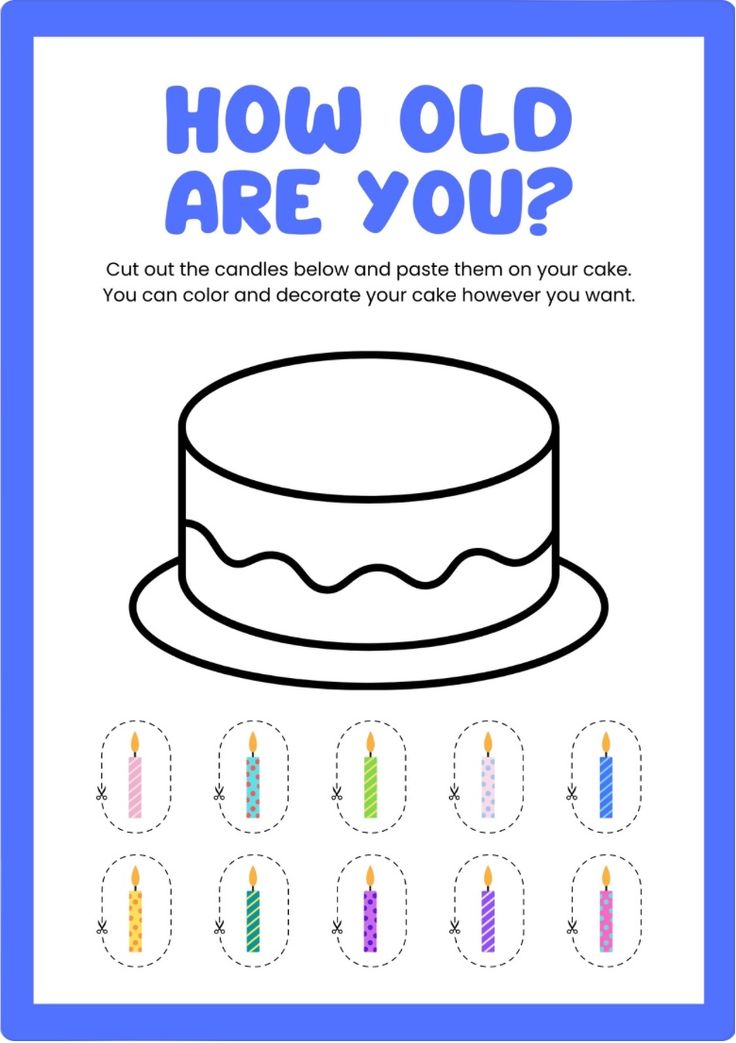 HOW OLD
ARE YOU?
Cut out the candles below and paste them on your cake.
You can color and decorate your cake however you want.